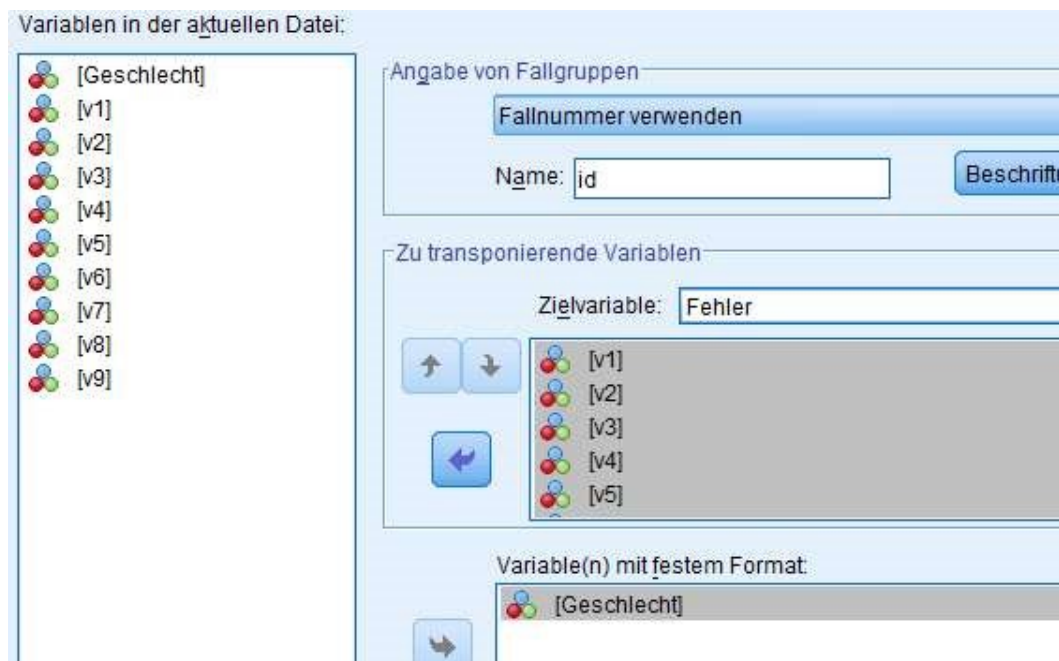 Variablen in der aktuellen Datei:
[Geschlecht]
[v1]
[v2]
[v3]
[v4]
[v5]
[v6]
[v7]
[v8]
[v9]
Angabe von Fallgruppen
Fallnummer verwenden
Name: id
Zu transponierende Variablen
Zielvariable: Fehler
[v1]
[v2]
[v3]
[v4]
[v5]
Variable(n) mit festem Format:
[Geschlecht]